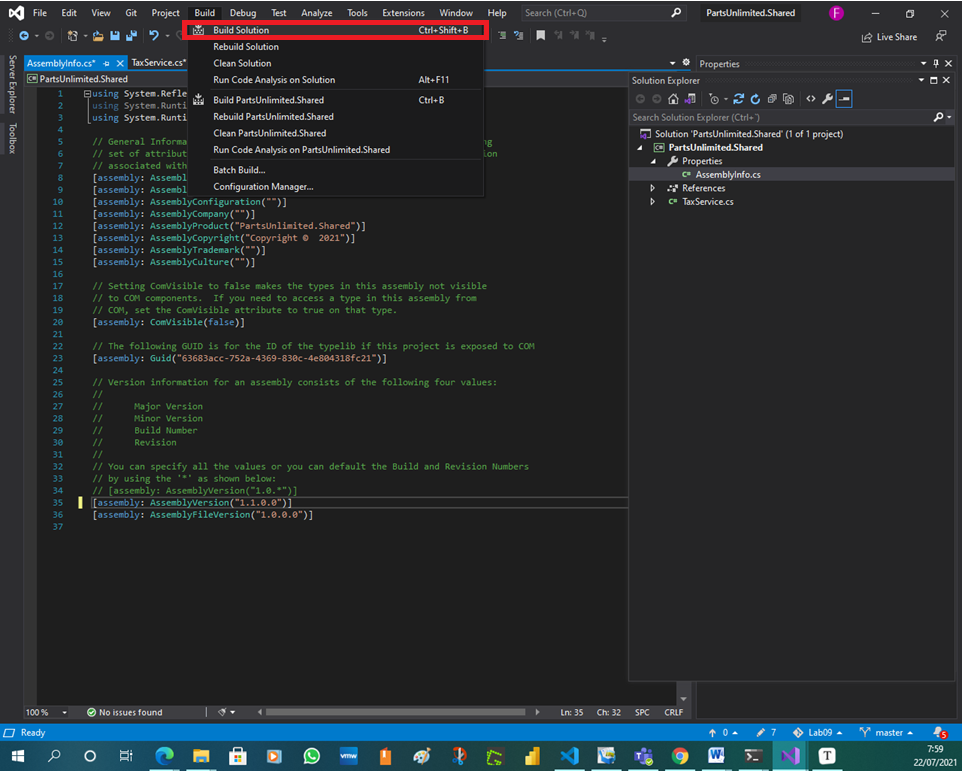 File Edit View Git Project Build Debug Test Analyze Tools Extensions Window Help Search (Ctrl+Q) PartsUnlimited.Shared F
Live Share
Build Solution Ctrl+Shift+B
Rebuild Solution
Clean Solution
Run Code Analysis on Solution Alt+F11
Build PartsUnlimited.Shared Ctrl+B
Rebuild PartsUnlimited.Shared
Clean PartsUnlimited.Shared
Run Code Analysis on PartsUnlimited.Shared
Batch Build...
Configuration Manager...
Server Explorer
Toolbox
AssemblyInfo.cs* TaxService.cs*
PartsUnlimited.Shared
1 using System.Refle
2 using System.Runti
3 using System.Runti
4
5 // General Informa ng
6 // set of attribut ion
7 // associated with
8 [assembly: Assembl
9 [assembly: Assembl
10 [assembly: AssemblyConfiguration("")]
11 [assembly: AssemblyCompany("")]
12 [assembly: AssemblyProduct("PartsUnlimited.Shared")]
13 [assembly: AssemblyCopyright("Copyright © 2021")]
14 [assembly: AssemblyTrademark("")]
15 [assembly: AssemblyCulture("")]
16
17 // Setting ComVisible to false makes the types in this assembly not visible
18 // to COM components. If you need to access a type in this assembly from
19 // COM, set the ComVisible attribute to true on that type.
20 [assembly: ComVisible(false)]
21
22 // The following GUID is for the ID of the typelib if this project is exposed to COM
23 [assembly: Guid("63683acc-752a-4369-830c-4e804318fc21")]
24
25 // Version information for an assembly consists of the following four values:
26 //
27 // Major Version
28 // Minor Version
29 // Build Number
30 // Revision
31 //
32 // You can specify all the values or you can default the Build and Revision Numbers
33 // by using the '*' as shown below:
34 // [assembly: AssemblyVersion("1.0.*")]
35 [assembly: AssemblyVersion("1.1.0.0")]
36 [assembly: AssemblyFileVersion("1.0.0.0")]
37
100 % No issues found Ln: 35 Ch: 32 SPC CRLF
Properties
Solution Explorer
Search Solution Explorer (Ctrl+')
Solution 'PartsUnlimited.Shared' (1 of 1 project)
PartsUnlimited.Shared
Properties
C# AssemblyInfo.cs
References
C# TaxService.cs
Ready 0 7 Lab09 master 5
vmw W T
7:59
22/07/2021